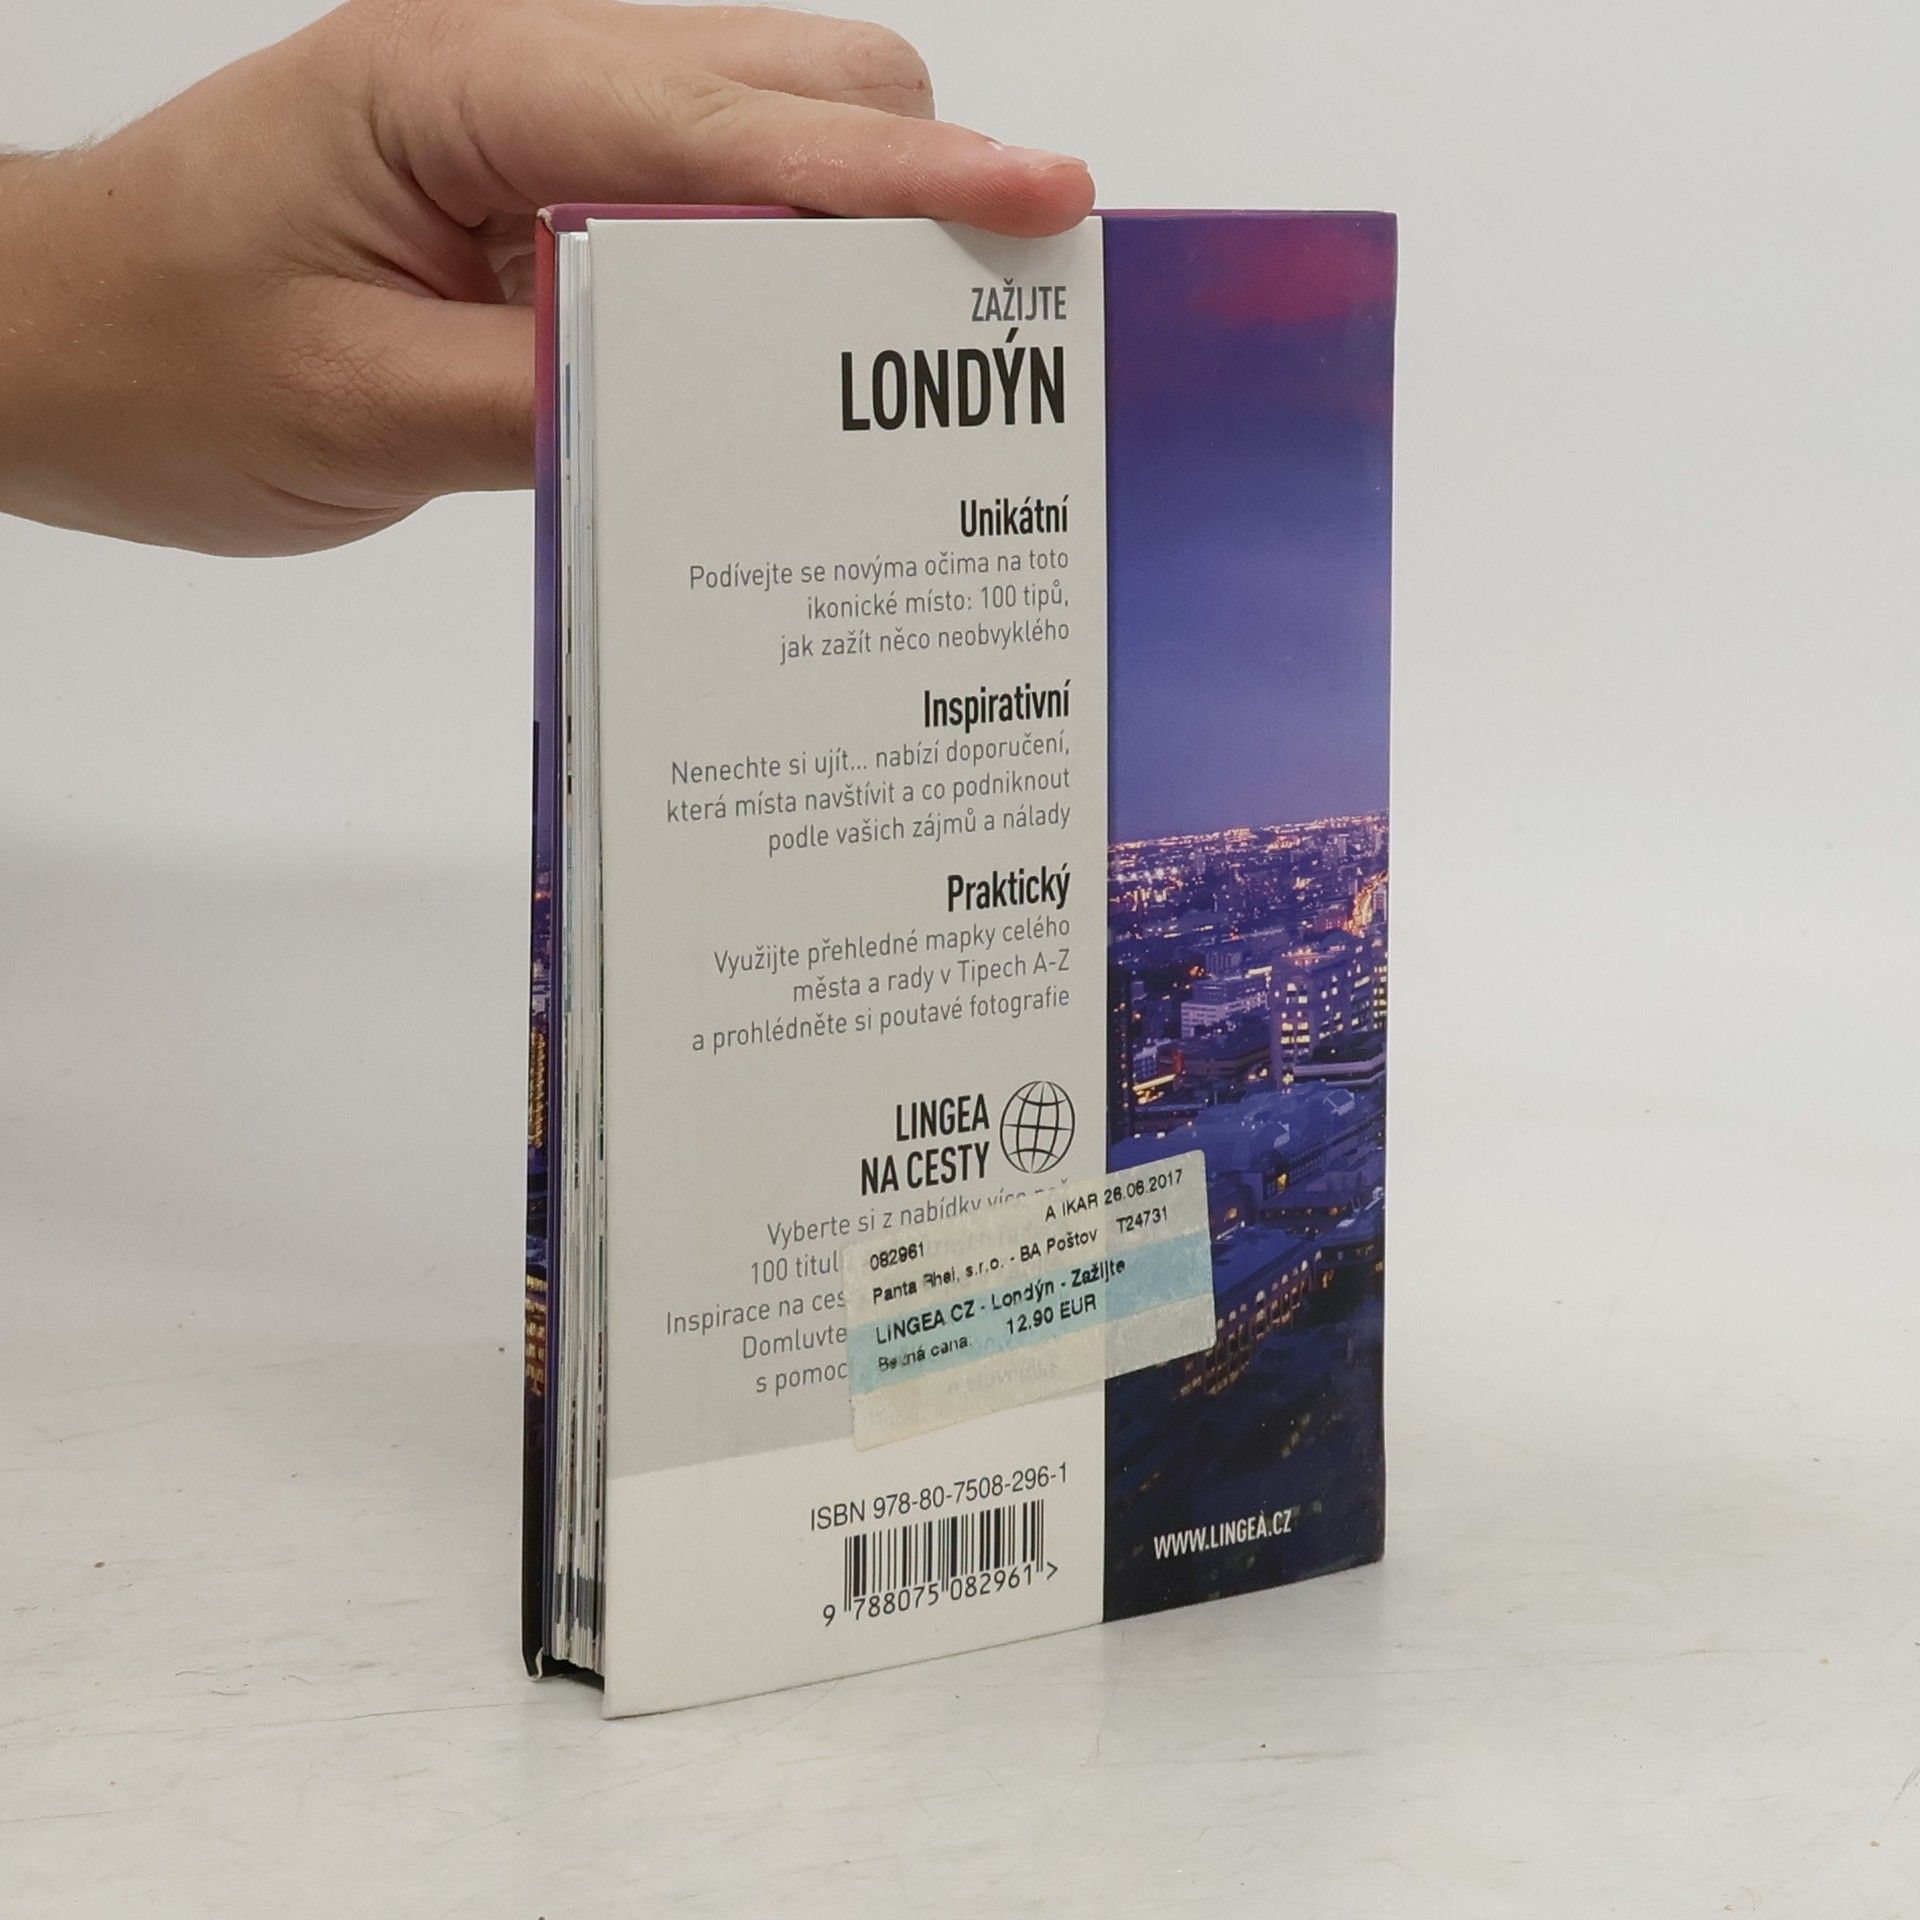 ZAŽIJTE
LONDÝN
Unikátní
Podívejte se novýma očima na toto
ikonické místo: 100 tipů,
jak zažít něco neobvyklého
Inspirativní
Nenechte si ujít... nabízí doporučení,
která místa navštívit a co podniknout
podle vašich zájmů a nálady
Praktický
Využijte přehledné mapky celého
města a rady v Tipech A-Z
a prohlédněte si poutavé fotografie
LINGEA
NA CESTY
Vyberte si z nabídky více než
100 titul
Inspirace na ces
Domluvte
s pomoc
A IKAR 26.06.2017
082961
Panta Rhei, s.r.o. - BA Poštov T24731
LINGEA CZ - Londýn - Zažijte
Bežná cena: 12.90 EUR
ISBN 978-80-7508-296-1
9 788075 082961 >
WWW.LINGEA.CZ